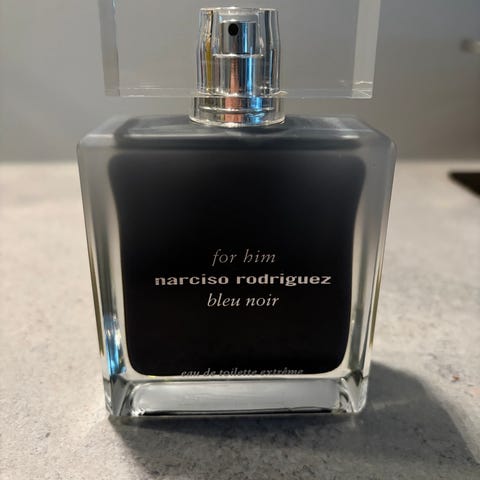 for him
narciso rodriguez
bleu noir
eau de toilette extrême